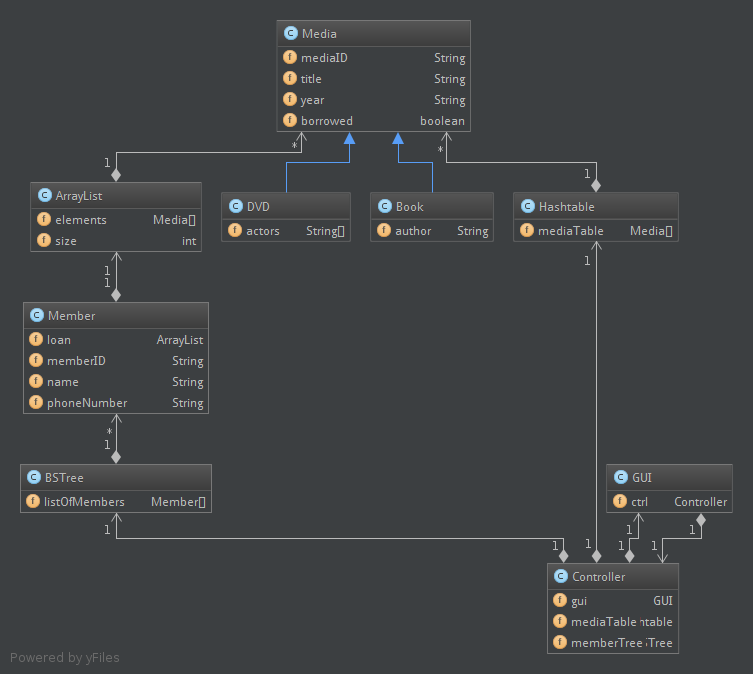 C Media
f mediaID String
f title String
f year String
f borrowed boolean
* * 1
1
C ArrayList
f elements Media[]
f size int
C DVD
f actors String[]
C Book
f author String
C Hashtable
f mediaTable Media[]
1
1
1
C Member
f loan ArrayList
f memberID String
f name String
f phoneNumber String
*
1
C BSTree
f listOfMembers Member[]
C GUI
f ctrl Controller
1 1 1
1 1 1 1
C Controller
f gui GUI
f mediaTable ntable
f memberTree Tree
Powered by yFiles